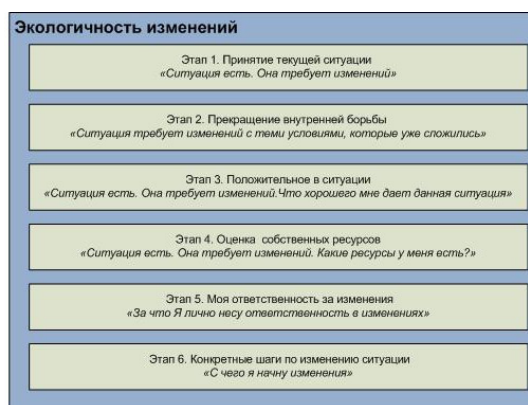 Экологичность изменений
Этап 1. Принятие текущей ситуации
«Ситуация есть. Она требует изменений»
Этап 2. Прекращение внутренней борьбы
«Ситуация требует изменений с теми условиями, которые уже сложились»
Этап 3. Положительное в ситуации
«Ситуация есть. Она требует изменений.Что хорошего мне дает данная ситуация»
Этап 4. Оценка собственных ресурсов
«Ситуация есть. Она требует изменений. Какие ресурсы у меня есть?»
Этап 5. Моя ответственность за изменения
«За что Я лично несу ответственность в изменениях»
Этап 6. Конкретные шаги по изменению ситуации
«С чего я начну изменения»